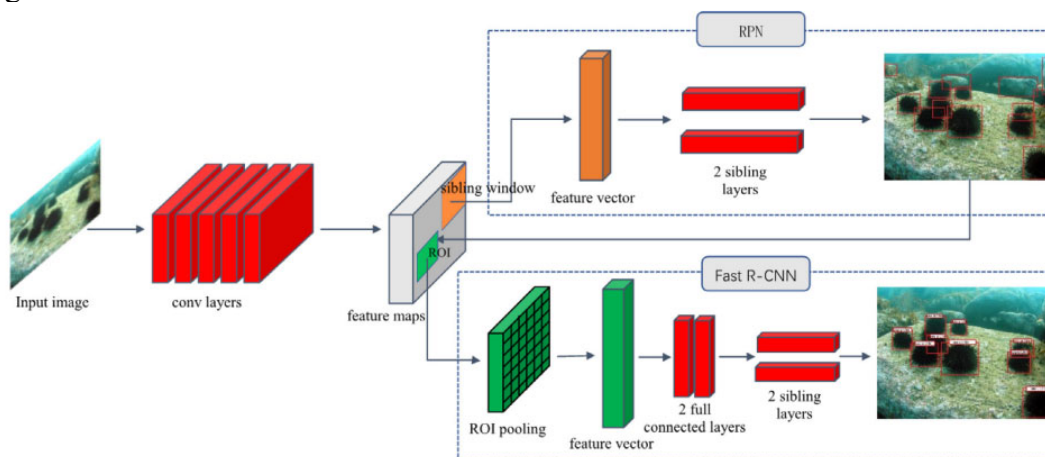 RPN
sibling window
feature vector
2 sibling
layers
ROI
Input image
conv layers
feature maps
Fast R-CNN
ROI pooling
feature vector
2 full
connected layers
2 sibling
layers